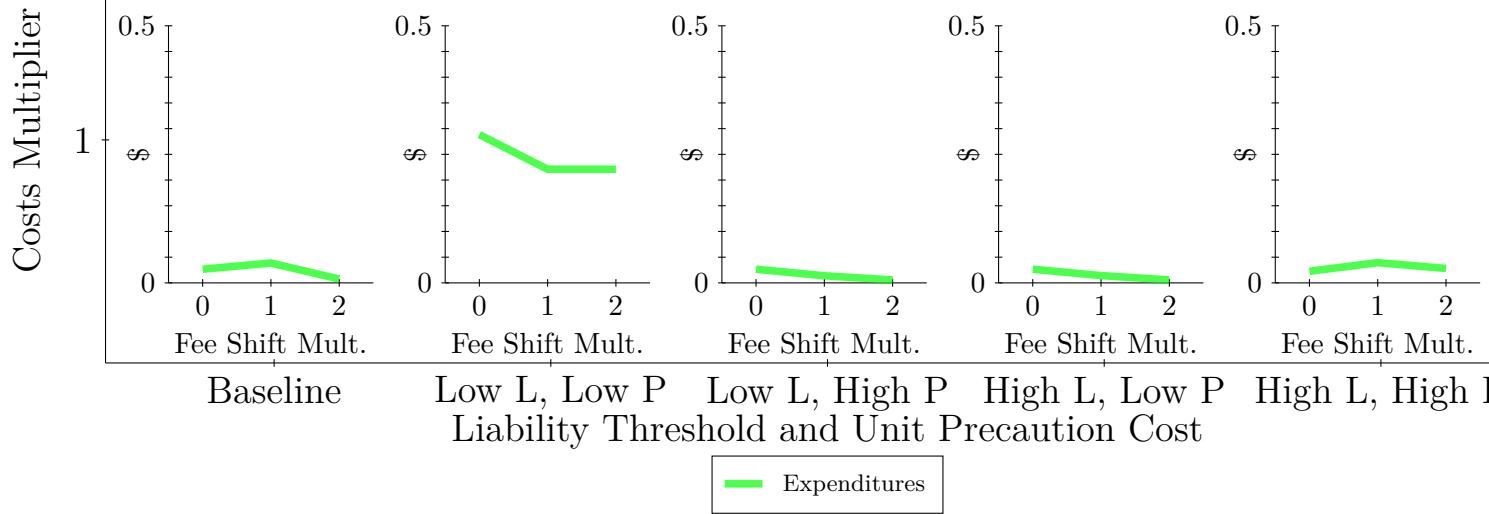 Costs Multiplier
1
0.5
$
0
0 1 2
Fee Shift Mult.
0.5
$
0
0 1 2
Fee Shift Mult.
0.5
$
0
0 1 2
Fee Shift Mult.
0.5
$
0
0 1 2
Fee Shift Mult.
0.5
$
0
0 1 2
Fee Shift Mult.
Baseline
Low L, Low P
Low L, High P
High L, Low P
High L, High
Liability Threshold and Unit Precaution Cost
Expenditures